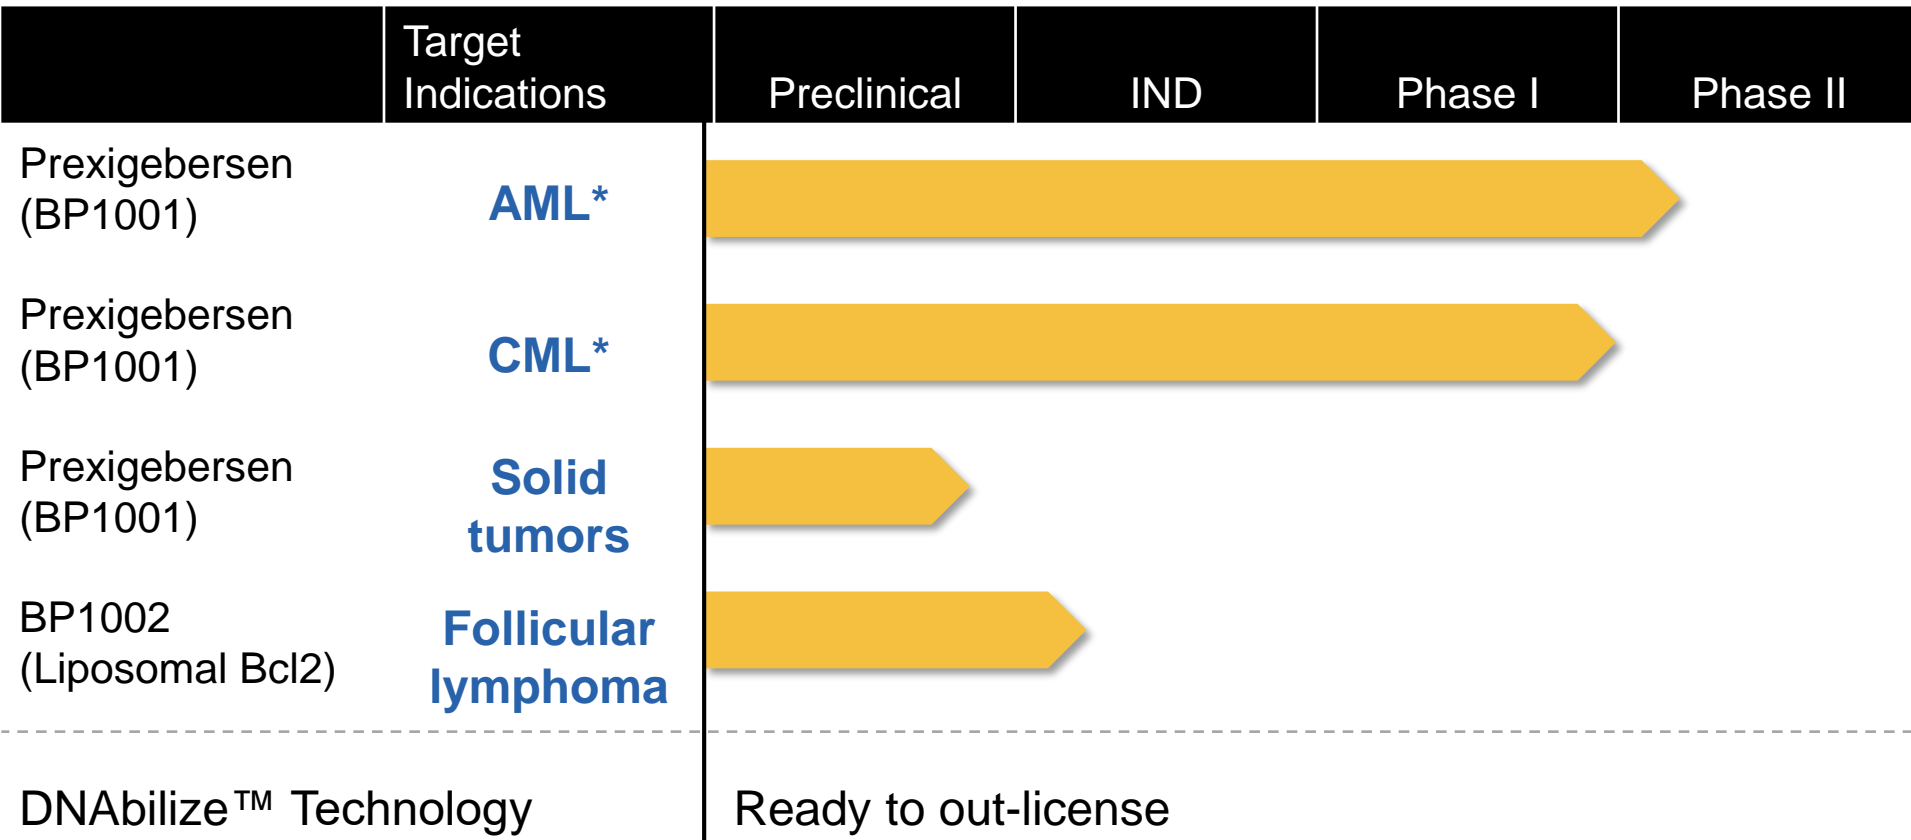 Target
Indications
Preclinical
IND
Phase I
Phase II
Prexigebersen
(BP1001)
AML*
Prexigebersen
(BP1001)
CML*
Prexigebersen
(BP1001)
Solid
tumors
BP1002
(Liposomal Bcl2)
Follicular
lymphoma
DNAbilize™ Technology
Ready to out-license